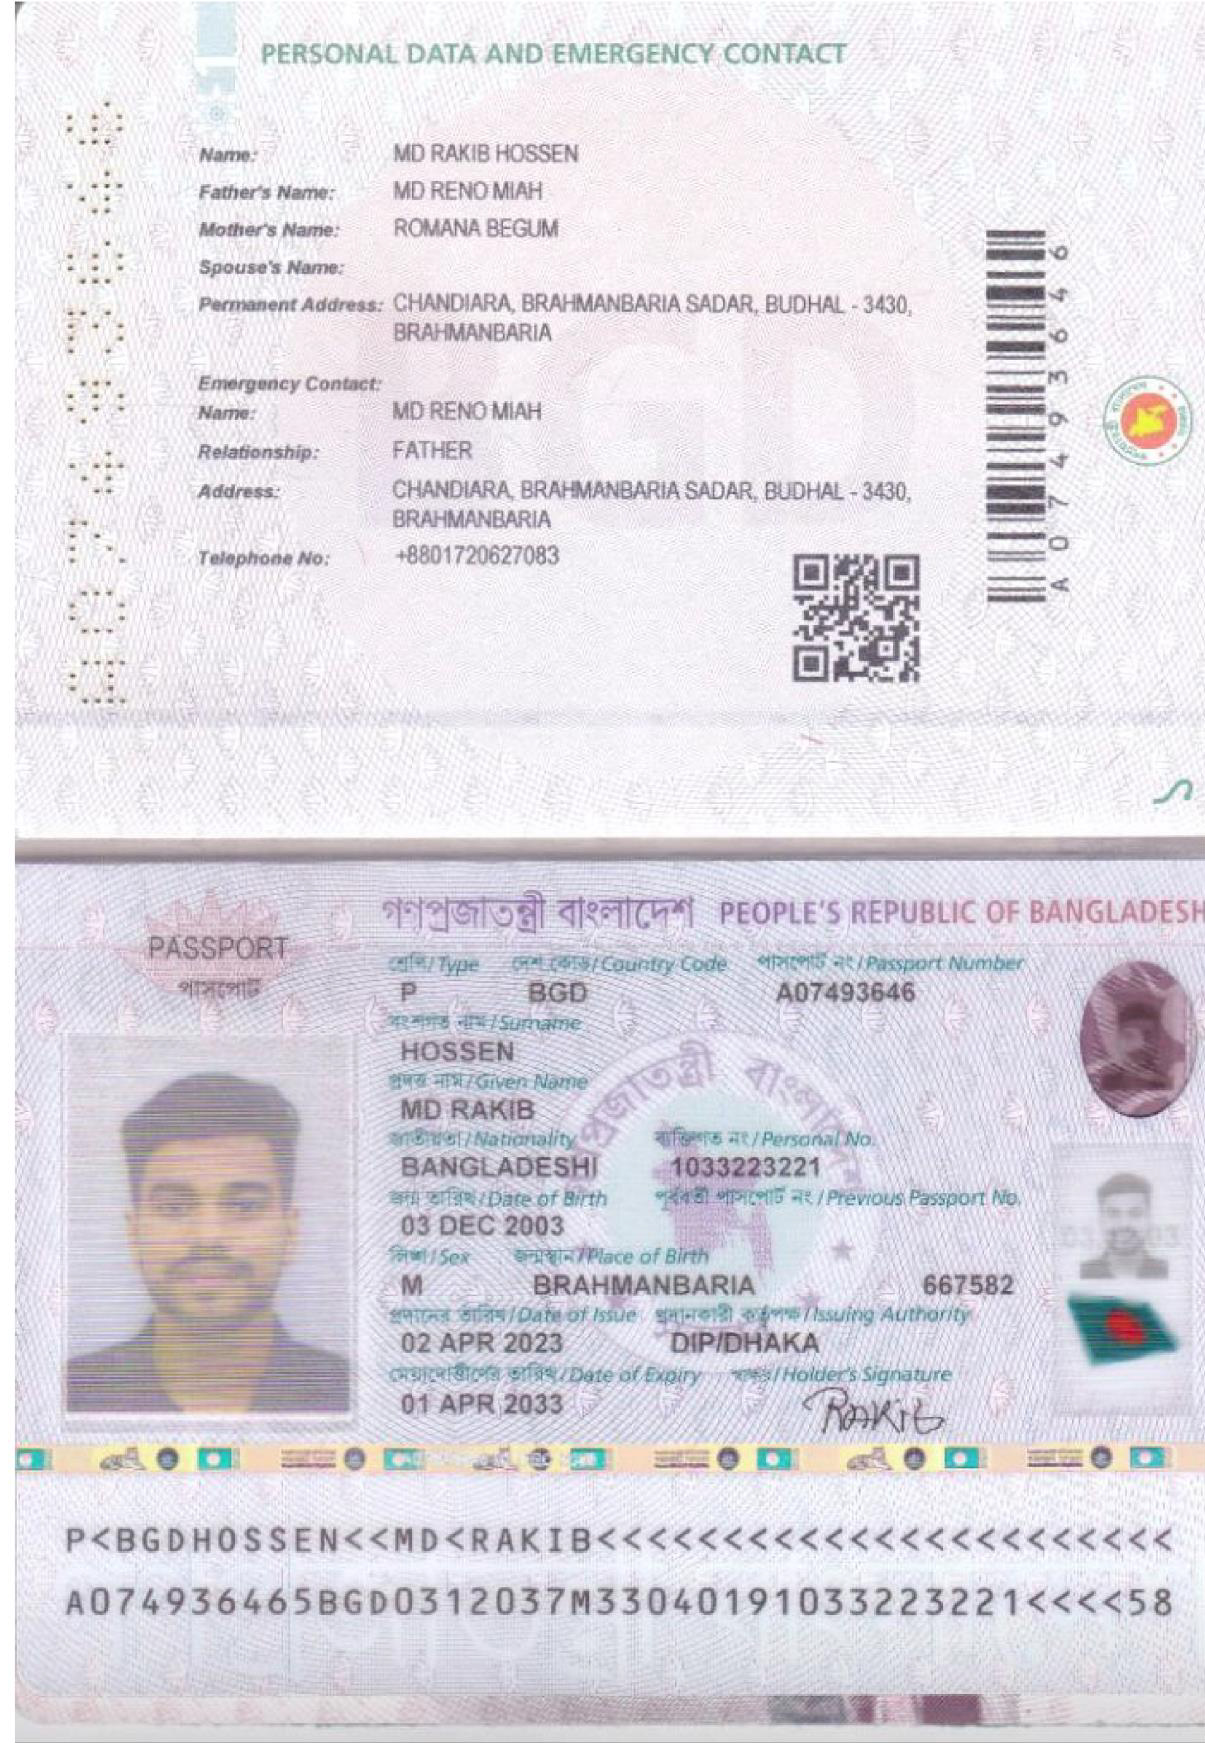 PERSONAL DATA AND EMERGENCY CONTACT
Name: MD RAKIB HOSSEN
Father's Name: MD RENO MIAH
Mother's Name: ROMANA BEGUM
Spouse's Name:
Permanent Address: CHANDIARA, BRAHMANBARIA SADAR, BUDHAL - 3430,
BRAHMANBARIA
Emergency Contact:
Name: MD RENO MIAH
Relationship: FATHER
Address: CHANDIARA, BRAHMANBARIA SADAR, BUDHAL - 3430,
BRAHMANBARIA
Telephone No: +8801720627083
A07493646
A07493646
গণপ্রজাতন্ত্রী বাংলাদেশ PEOPLE'S REPUBLIC OF BANGLADESH
PASSPORT
পাসপোর্ট
শ্রেণি/Type দেশ কোড/Country Code পাসপোর্ট নং/Passport Number
P BGD A07493646
বংশগত নাম/Surname
HOSSEN
প্রদত্ত নাম/Given Name
MD RAKIB
জাতীয়তা/Nationality ব্যক্তিগত নং/Personal No.
BANGLADESHI 1033223221
জন্ম তারিখ/Date of Birth পূর্ববর্তী পাসপোর্ট নং/Previous Passport No.
03 DEC 2003
লিঙ্গ/Sex জন্মস্থান/Place of Birth
M BRAHMANBARIA 667582
প্রদানের তারিখ/Date of Issue প্রদানকারী কর্তৃপক্ষ/Issuing Authority
02 APR 2023 DIP/DHAKA
মেয়াদোত্তীর্ণের তারিখ/Date of Expiry স্বাক্ষর/Holder's Signature
01 APR 2033 RAKIB
P<BGDHOSSEN<<MD<RAKIB<<<<<<<<<<<<<<<<<<<<<<<
A074936465BGD0312037M33040191033223221<<<<58